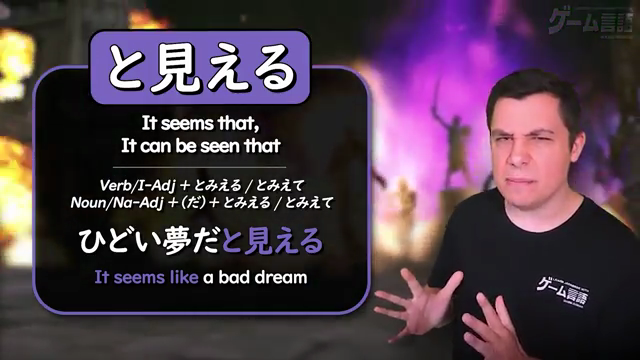 ゲーム言語
と見える
It seems that,
It can be seen that
Verb/I-Adj + とみえる / とみえて
Noun/Na-Adj + (だ) + とみえる / とみえて
ひどい夢だと見える
It seems like a bad dream
ゲーム言語